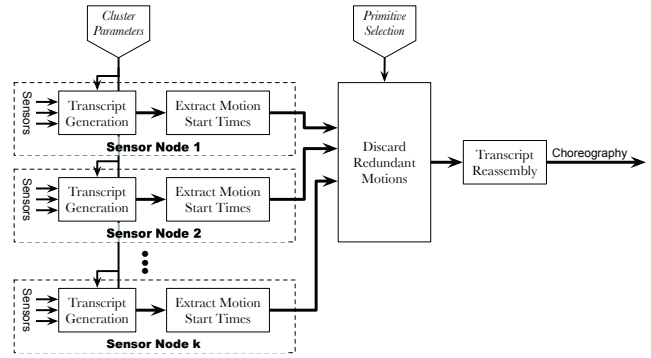 Cluster
Parameters
Primitive
Selection
Sensors
Transcript
Generation
Extract Motion
Start Times
Sensor Node 1
Sensors
Transcript
Generation
Extract Motion
Start Times
Sensor Node 2
Sensors
Transcript
Generation
Extract Motion
Start Times
Sensor Node k
Discard
Redundant
Motions
Transcript
Reassembly
Choreography